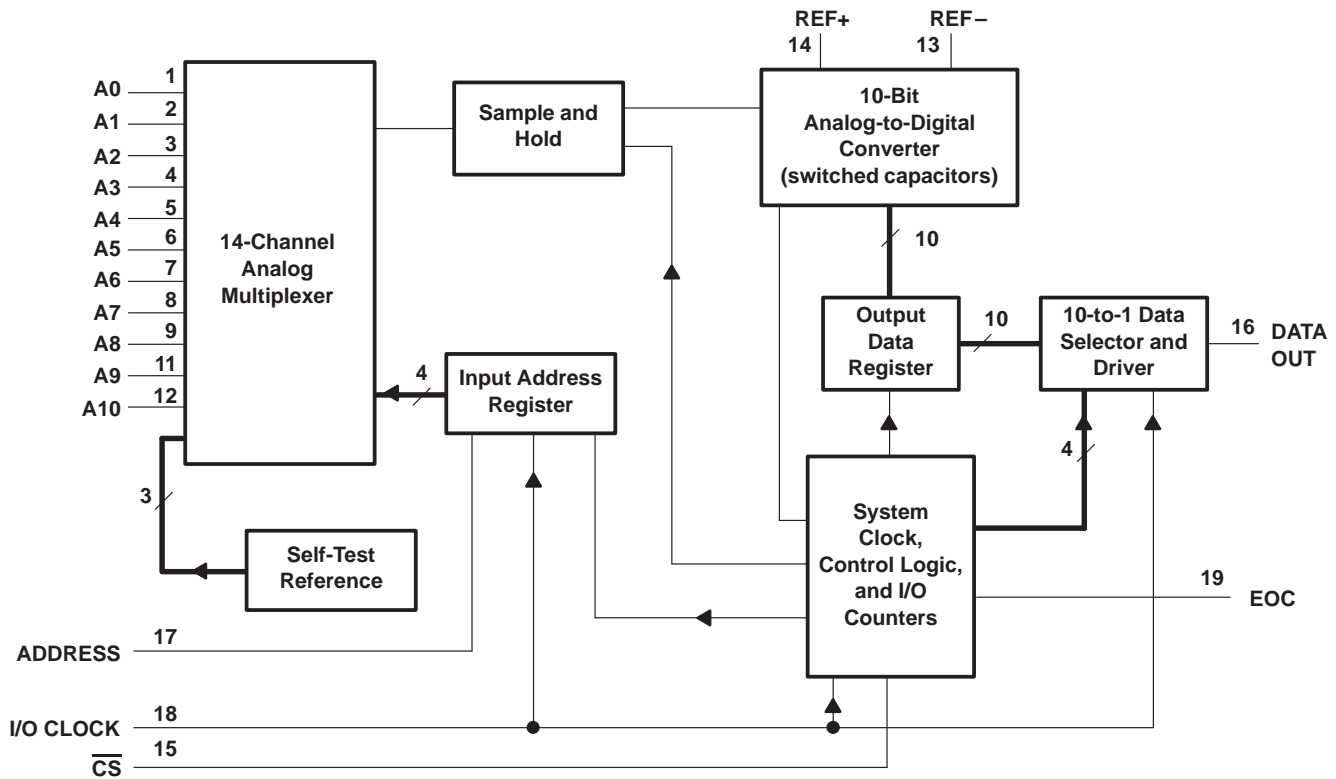 REF+
REF–
14
13
A0
1
A1
2
A2
3
A3
4
A4
5
A5
6
A6
7
A7
8
A8
9
A9
11
A10
12
14-Channel
Analog
Multiplexer
Sample and
Hold
10-Bit
Analog-to-Digital
Converter
(switched capacitors)
10
Output
Data
Register
10
10-to-1 Data
Selector and
Driver
16
DATA
OUT
4
Input Address
Register
4
3
Self-Test
Reference
System
Clock,
Control Logic,
and I/O
Counters
19
EOC
ADDRESS
17
I/O CLOCK
18
C̅S̅
15